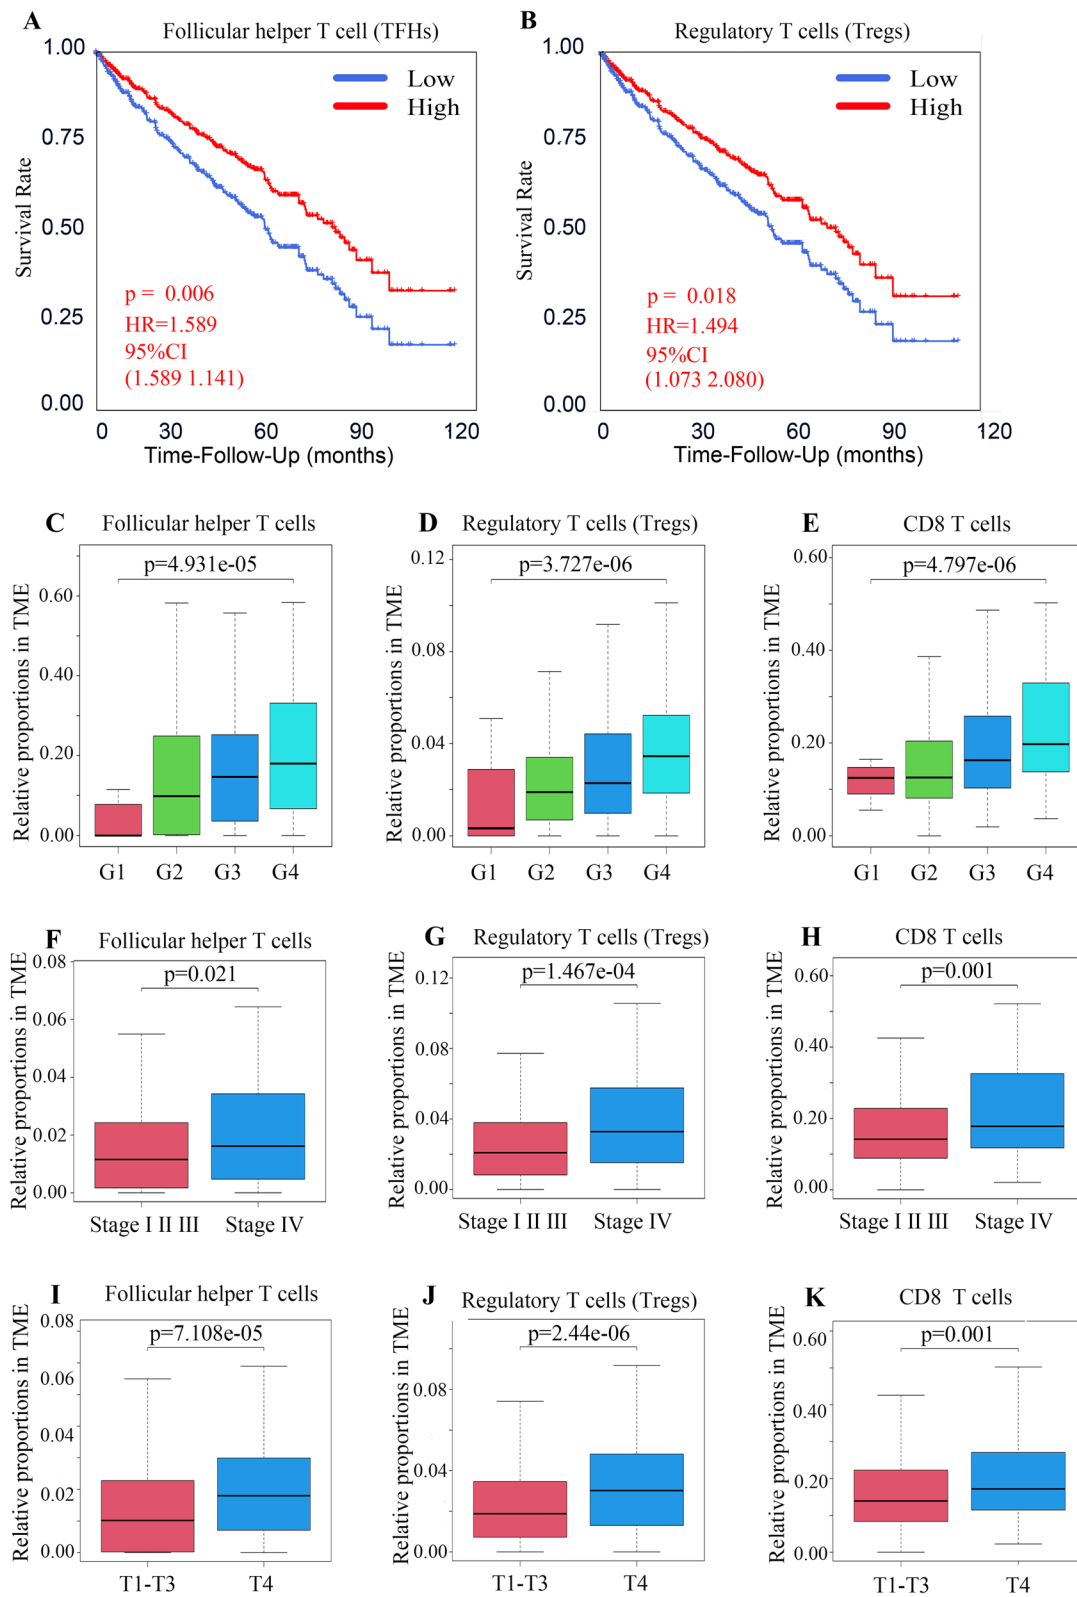 A
Follicular helper T cell (TFHs)
1.00
0.75
0.50
0.25
0.00
Survival Rate
Low
High
p = 0.006
HR=1.589
95%CI
(1.589 1.141)
0
30
60
90
120
Time-Follow-Up (months)
B
Regulatory T cells (Tregs)
1.00
0.75
0.50
0.25
0.00
Survival Rate
Low
High
p = 0.018
HR=1.494
95%CI
(1.073 2.080)
0
30
60
90
120
Time-Follow-Up (months)
C
Follicular helper T cells
p=4.931e-05
Relative proportions in TME
0.60
0.40
0.20
0.00
G1
G2
G3
G4
D
Regulatory T cells (Tregs)
p=3.727e-06
Relative proportions in TME
0.12
0.08
0.04
0.00
G1
G2
G3
G4
E
CD8 T cells
p=4.797e-06
Relative proportions in TME
0.60
0.40
0.20
0.00
G1
G2
G3
G4
F
Follicular helper T cells
p=0.021
Relative proportions in TME
0.08
0.06
0.04
0.02
0.00
Stage I II III
Stage IV
G
Regulatory T cells (Tregs)
p=1.467e-04
Relative proportions in TME
0.12
0.08
0.04
0.00
Stage I II III
Stage IV
H
CD8 T cells
p=0.001
Relative proportions in TME
0.60
0.40
0.20
0.00
Stage I II III
Stage IV
I
Follicular helper T cells
p=7.108e-05
Relative proportions in TME
0.08
0.06
0.04
0.02
0.00
T1-T3
T4
J
Regulatory T cells (Tregs)
p=2.44e-06
Relative proportions in TME
0.08
0.04
0.00
T1-T3
T4
K
CD8 T cells
p=0.001
Relative proportions in TME
0.60
0.40
0.20
0.00
T1-T3
T4